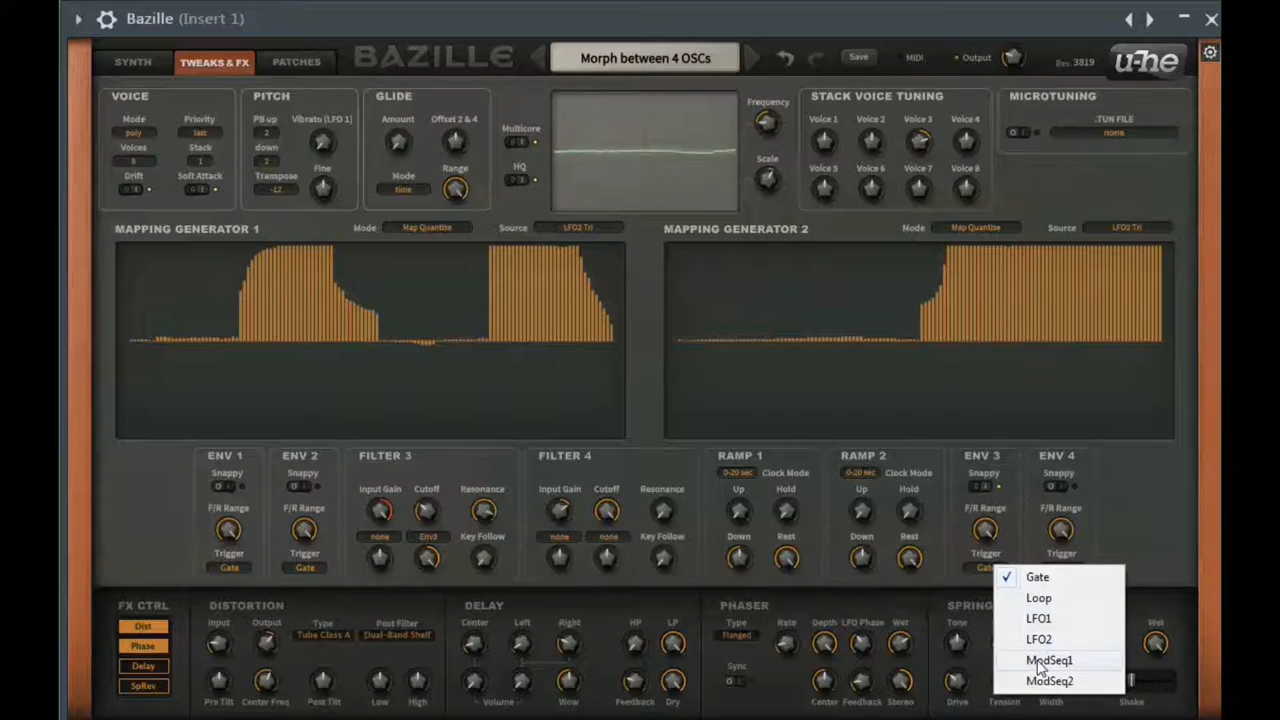 Bazille (Insert 1)
SYNTH TWEAKS & FX PATCHES BAZILLE Morph between 4 OSCs Save MIDI Output Rev. 3819 u-he
VOICE PITCH GLIDE STACK VOICE TUNING MICROTUNING
Mode Priority PB up Vibrato (LFO 1) Amount Offset 2 & 4 Frequency Voice 1 Voice 2 Voice 3 Voice 4 .TUN FILE
poly last 2 Multicore none
Voices Stack down Scale
8 1 2 Mode Range HQ Voice 5 Voice 6 Voice 7 Voice 8
Drift Soft Attack Transpose Fine time
-12
MAPPING GENERATOR 1 Mode Map Quantise Source LFO2 Tri MAPPING GENERATOR 2 Mode Map Quantise Source LFO2 Tri
ENV 1 ENV 2 FILTER 3 FILTER 4 RAMP 1 RAMP 2 ENV 3 ENV 4
Snappy Snappy 0-20 sec Clock Mode 0-20 sec Clock Mode Snappy Snappy
Input Gain Cutoff Resonance Input Gain Cutoff Resonance Up Hold Up Hold
F/R Range F/R Range F/R Range F/R Range
none Env3 Key Follow none none Key Follow Down Rest Down Rest
Trigger Trigger Trigger Trigger
Gate Gate
Gate
Loop
LFO1
LFO2
ModSeq1
ModSeq2
FX CTRL DISTORTION DELAY PHASER SPRING
Dist Input Output Type Post Filter Center Left Right HP LP Type Rate Depth LFO Phase Wet Tone Wet
Tube Class A Dual-Band Shelf Flanged
Phase
Delay Sync
SpRev
Pre Tilt Center Freq Post Tilt Low High Volume Wow Feedback Dry Center Feedback Stereo Drive Tension Width Shake